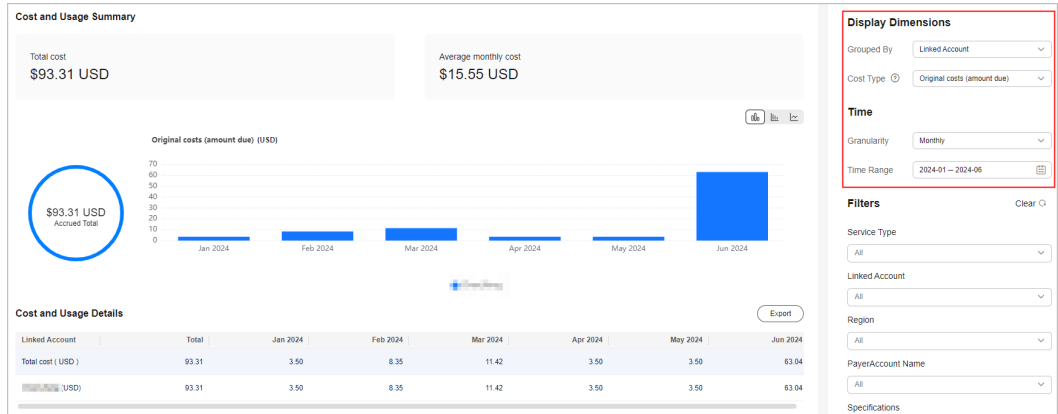 Cost and Usage Summary
Total cost
$93.31 USD
Average monthly cost
$15.55 USD
Original costs (amount due) (USD)
70
60
50
40
30
20
10
0
$93.31 USD
Accrued Total
Jan 2024 Feb 2024 Mar 2024 Apr 2024 May 2024 Jun 2024
Cost and Usage Details
Export
Linked Account Total Jan 2024 Feb 2024 Mar 2024 Apr 2024 May 2024 Jun 2024
Total cost ( USD ) 93.31 3.50 8.35 11.42 3.50 3.50 63.04
(USD) 93.31 3.50 8.35 11.42 3.50 3.50 63.04
Display Dimensions
Grouped By Linked Account
Cost Type ? Original costs (amount due)
Time
Granularity Monthly
Time Range 2024-01 – 2024-06
Filters Clear
Service Type
All
Linked Account
All
Region
All
PayerAccount Name
All
Specifications